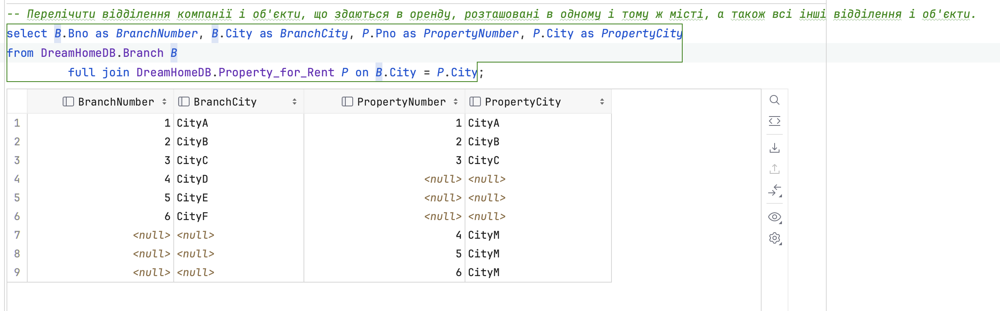 -- Перелічити відділення компанії і об'єкти, що здаються в оренду, розташовані в одному і тому ж місті, а також всі інші відділення і об'єкти.
select B.Bno as BranchNumber, B.City as BranchCity, P.Pno as PropertyNumber, P.City as PropertyCity
from DreamHomeDB.Branch B
full join DreamHomeDB.Property_for_Rent P on B.City = P.City;
BranchNumber BranchCity PropertyNumber PropertyCity
1 1 CityA 1 CityA
2 2 CityB 2 CityB
3 3 CityC 3 CityC
4 4 CityD <null> <null>
5 5 CityE <null> <null>
6 6 CityF <null> <null>
7 <null> <null> 4 CityM
8 <null> <null> 5 CityM
9 <null> <null> 6 CityM